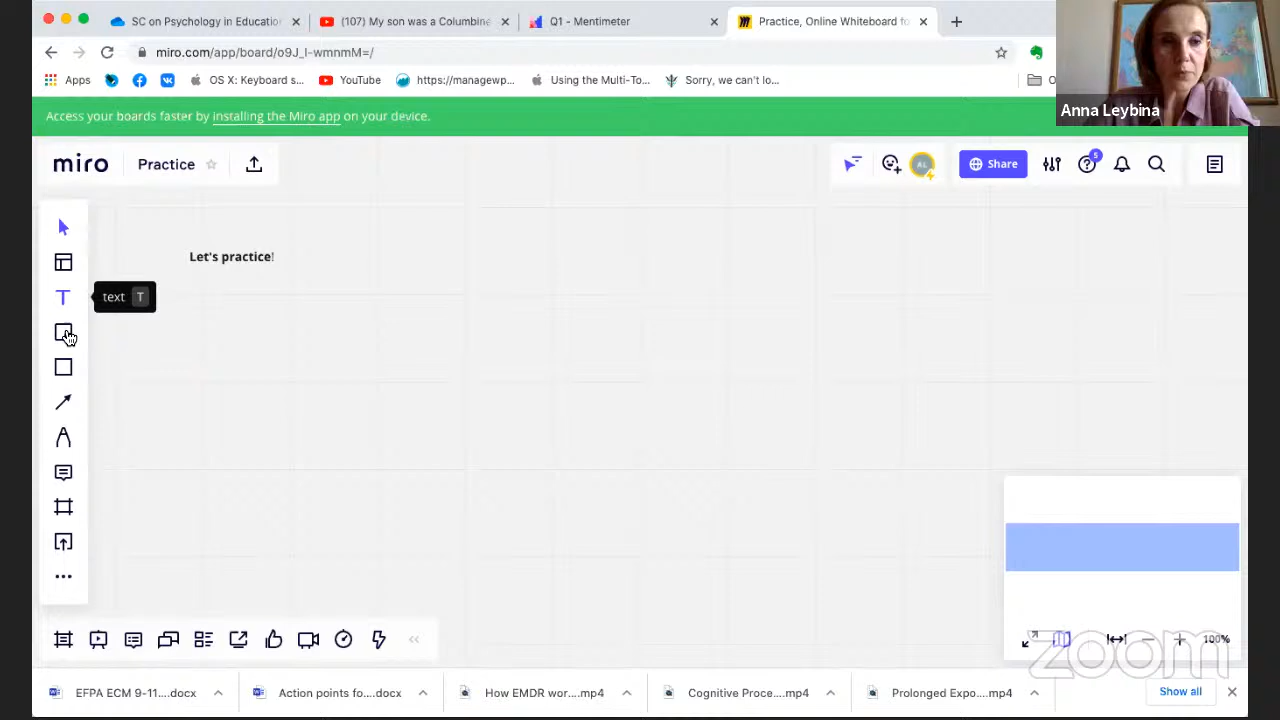 SC on Psychology in Education
(107) My son was a Columbine
Q1 - Mentimeter
Practice, Online Whiteboard fo
miro.com/app/board/o9J_l-wmnmM=/
Apps
OS X: Keyboard s...
YouTube
https://managewp...
Using the Multi-To...
Sorry, we can't lo...
O
Anna Leybina
Access your boards faster by installing the Miro app on your device.
miro
Practice
AL
Share
5
Let's practice!
text T
100%
zoom
EFPA ECM 9-11....docx
Action points fo....docx
How EMDR wor....mp4
Cognitive Proce....mp4
Prolonged Expo....mp4
Show all